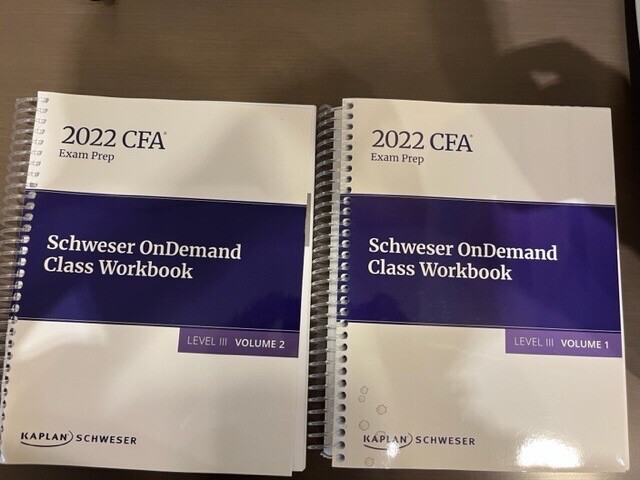 2022 CFA®
Exam Prep
Schweser OnDemand
Class Workbook
LEVEL III VOLUME 2
KAPLAN SCHWESER
2022 CFA®
Exam Prep
Schweser OnDemand
Class Workbook
LEVEL III VOLUME 1
KAPLAN SCHWESER